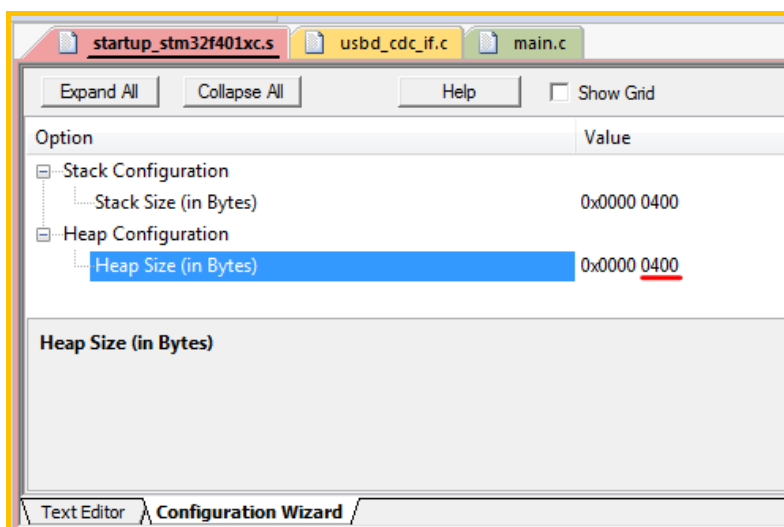 startup_stm32f401xc.s usbd_cdc_if.c main.c
Expand All Collapse All Help Show Grid
Option Value
Stack Configuration
Stack Size (in Bytes) 0x0000 0400
Heap Configuration
Heap Size (in Bytes) 0x0000 0400
Heap Size (in Bytes)
Text Editor Configuration Wizard